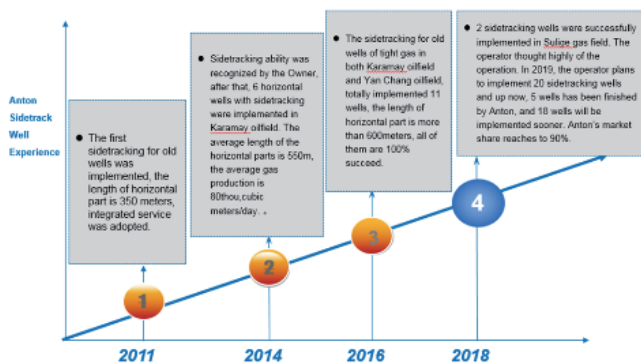 Anton
Sidetrack
Well
Experience
The first
sidetracking for old
wells was
implemented, the
length of horizontal
part is 350 meters,
integrated service
was adopted.
Sidetracking ability was
recognized by the Owner,
after that, 6 horizontal
wells with sidetracking
were implemented in
Karamay oilfield. The
average length of the
horizontal parts is 550m,
the average gas
production is
80thou,cubic
meters/day. 。
The sidetracking for old
wells of tight gas in
both Karamay oilfield
and Yan Chang oilfield,
totally implemented 11
wells, the length of
horizontal part is more
than 600meters, all of
them are 100%
succeed.
2 sidetracking wells were successfully
implemented in Sulige gas field. The
operator thought highly of the
operation. In 2019, the operator plans
to implement 20 sidetracking wells
and up now, 5 wells has been finished
by Anton, and 18 wells will be
implemented sooner. Anton's market
share reaches to 90%.
1
2
3
4
2011
2014
2016
2018